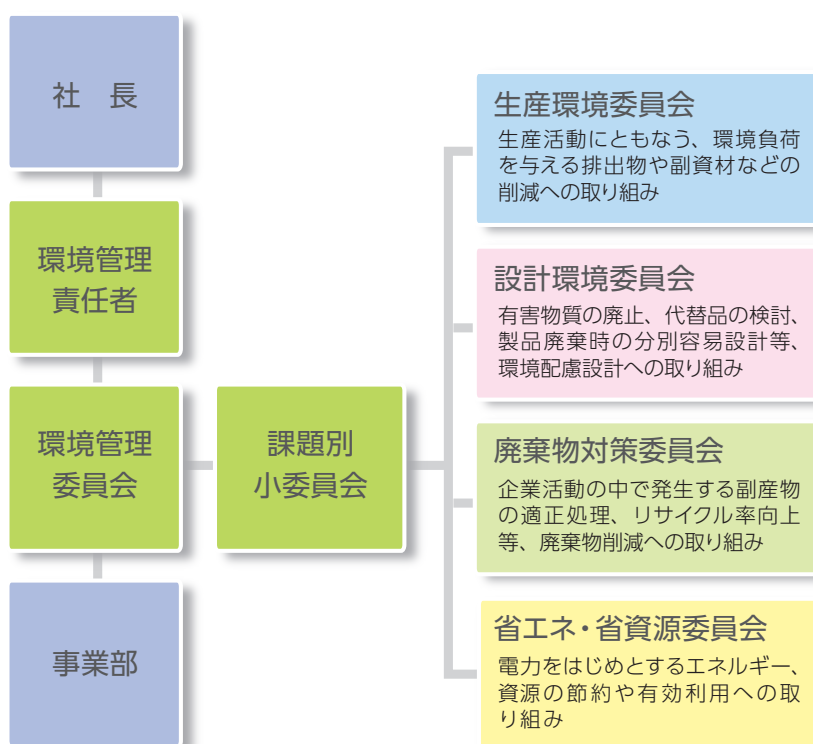 社　長
環境管理
責任者
環境管理
委員会
事業部
課題別
小委員会
生産環境委員会
生産活動にともなう、環境負荷
を与える排出物や副資材などの
削減への取り組み
設計環境委員会
有害物質の廃止、代替品の検討、
製品廃棄時の分別容易設計等、
環境配慮設計への取り組み
廃棄物対策委員会
企業活動の中で発生する副産物
の適正処理、リサイクル率向上
等、廃棄物削減への取り組み
省エネ・省資源委員会
電力をはじめとするエネルギー、
資源の節約や有効利用への取
り組み